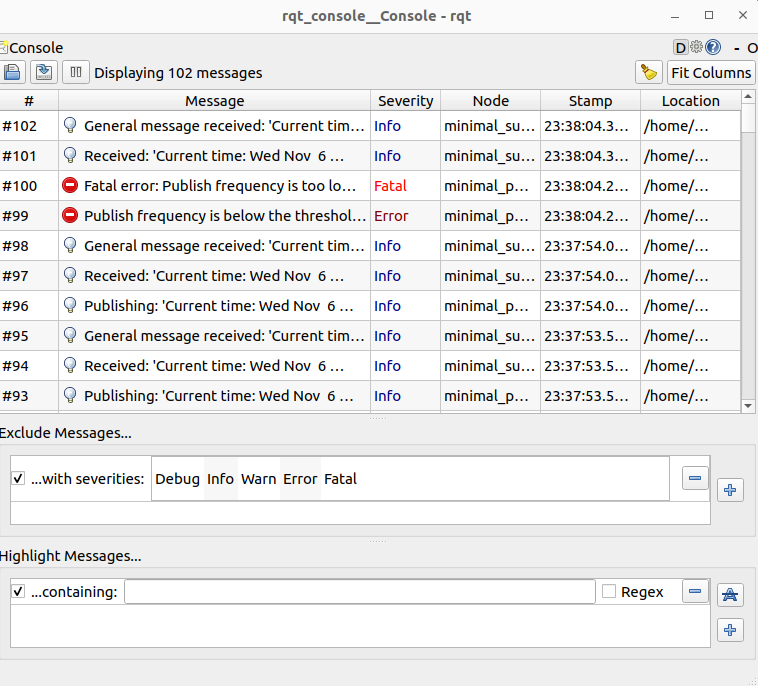 rqt_console__Console - rqt
Console D ? - O
Displaying 102 messages Fit Columns
# Message Severity Node Stamp Location
#102 General message received: 'Current tim... Info minimal_su... 23:38:04.3... /home/...
#101 Received: 'Current time: Wed Nov  6 ... Info minimal_su... 23:38:04.3... /home/...
#100 Fatal error: Publish frequency is too lo... Fatal minimal_p... 23:38:04.2... /home/...
#99 Publish frequency is below the threshol... Error minimal_p... 23:38:04.2... /home/...
#98 General message received: 'Current tim... Info minimal_su... 23:37:54.0... /home/...
#97 Received: 'Current time: Wed Nov  6 ... Info minimal_su... 23:37:54.0... /home/...
#96 Publishing: 'Current time: Wed Nov  6 ... Info minimal_p... 23:37:54.0... /home/...
#95 General message received: 'Current tim... Info minimal_su... 23:37:53.5... /home/...
#94 Received: 'Current time: Wed Nov  6 ... Info minimal_su... 23:37:53.5... /home/...
#93 Publishing: 'Current time: Wed Nov  6 ... Info minimal_p... 23:37:53.5... /home/...
Exclude Messages...
...with severities: Debug Info Warn Error Fatal
Highlight Messages...
...containing: Regex
A